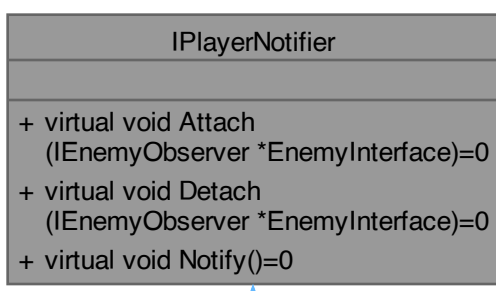 IPlayerNotifier
+ virtual void Attach
(IEnemyObserver *EnemyInterface)=0
+ virtual void Detach
(IEnemyObserver *EnemyInterface)=0
+ virtual void Notify()=0